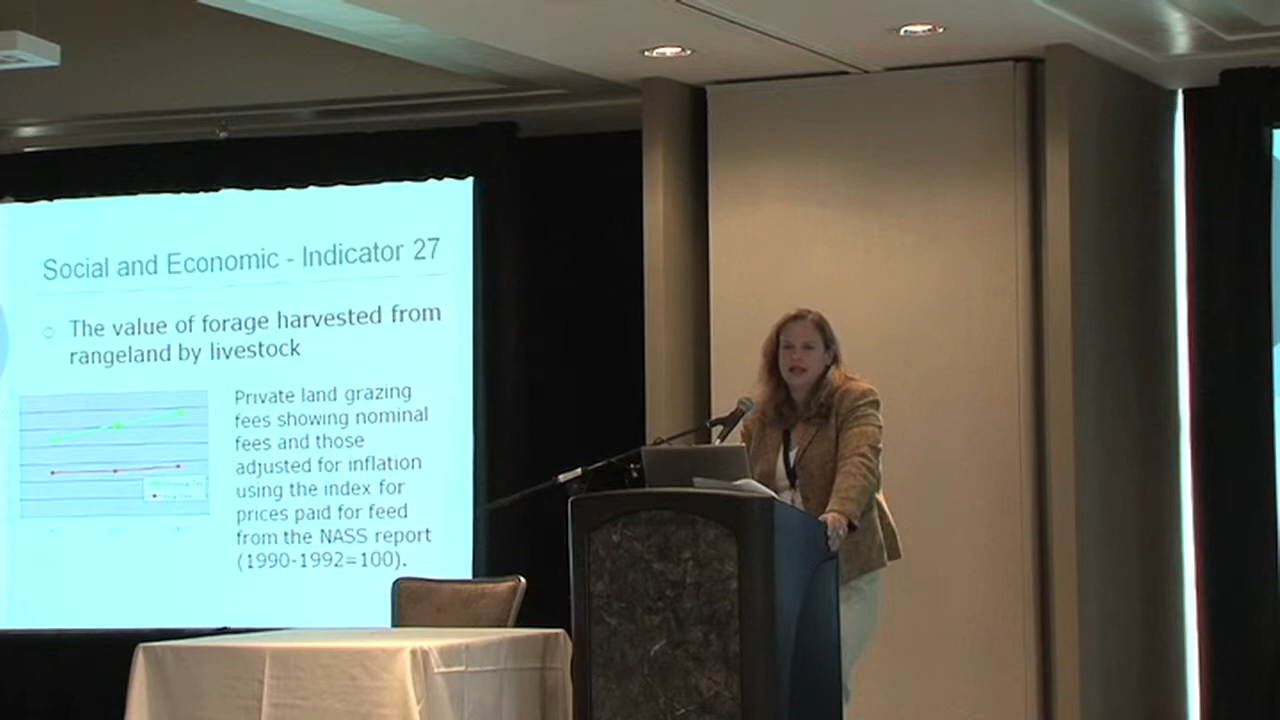 Social and Economic - Indicator 27
The value of forage harvested from
rangeland by livestock
Private land grazing
fees showing nominal
fees and those
adjusted for inflation
using the index for
prices paid for feed
from the NASS report
(1990-1992=100).